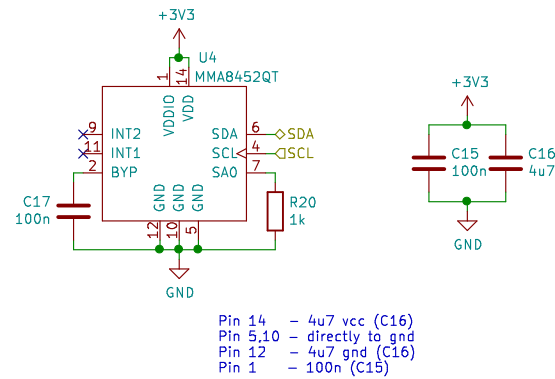 +3V3
U4
MMA8452QT
1
14
VDDIO
VDD
9
INT2
11
INT1
2
BYP
SDA
6
SDA
SCL
4
SCL
SA0
7
GND
GND
GND
12
10
5
C17
100n
R20
1k
GND
+3V3
C15
100n
C16
4u7
GND
Pin 14 - 4u7 vcc (C16)
Pin 5,10 - directly to gnd
Pin 12 - 4u7 gnd (C16)
Pin 1 - 100n (C15)